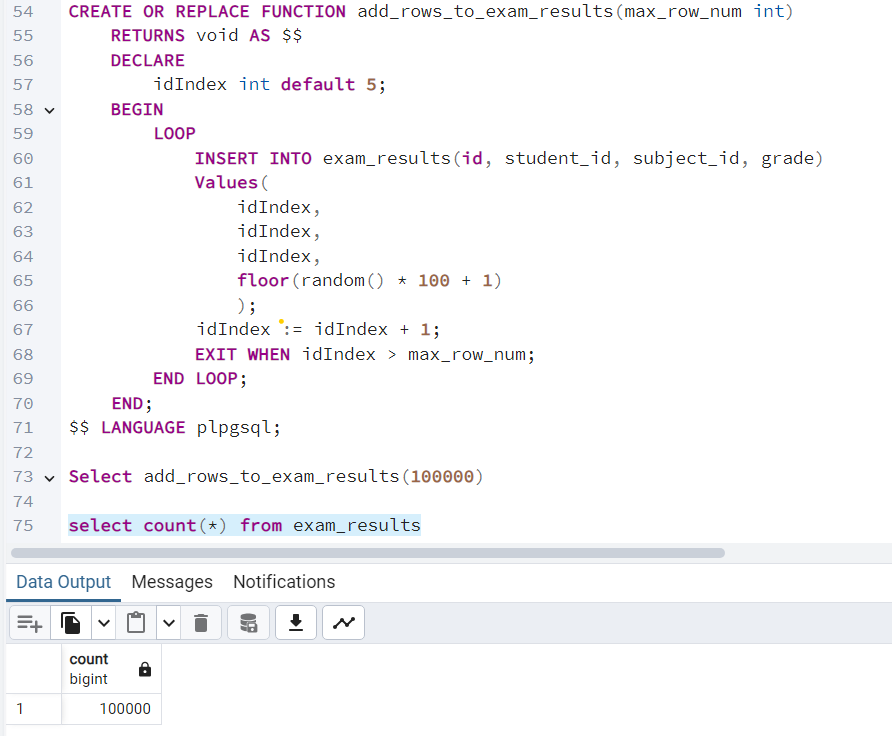 54 CREATE OR REPLACE FUNCTION add_rows_to_exam_results(max_row_num int)
55 RETURNS void AS $$
56 DECLARE
57 idIndex int default 5;
58 BEGIN
59 LOOP
60 INSERT INTO exam_results(id, student_id, subject_id, grade)
61 Values(
62 idIndex,
63 idIndex,
64 idIndex,
65 floor(random() * 100 + 1)
66 );
67 idIndex := idIndex + 1;
68 EXIT WHEN idIndex > max_row_num;
69 END LOOP;
70 END;
71 $$ LANGUAGE plpgsql;
72
73 Select add_rows_to_exam_results(100000)
74
75 select count(*) from exam_results
Data Output Messages Notifications
count
bigint
1 100000